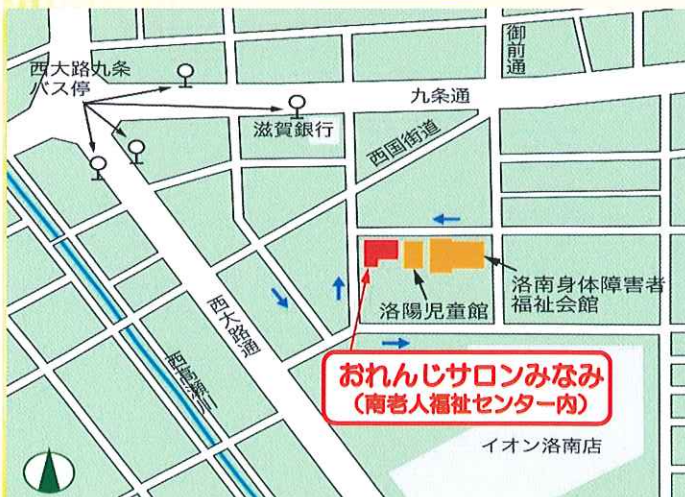 御前通
西大路九条
バス停
九条通
滋賀銀行
西国街道
洛南身体障害者
福祉会館
洛陽児童館
西大路通
西高瀬川
おれんじサロンみなみ
(南老人福祉センター内)
イオン洛南店